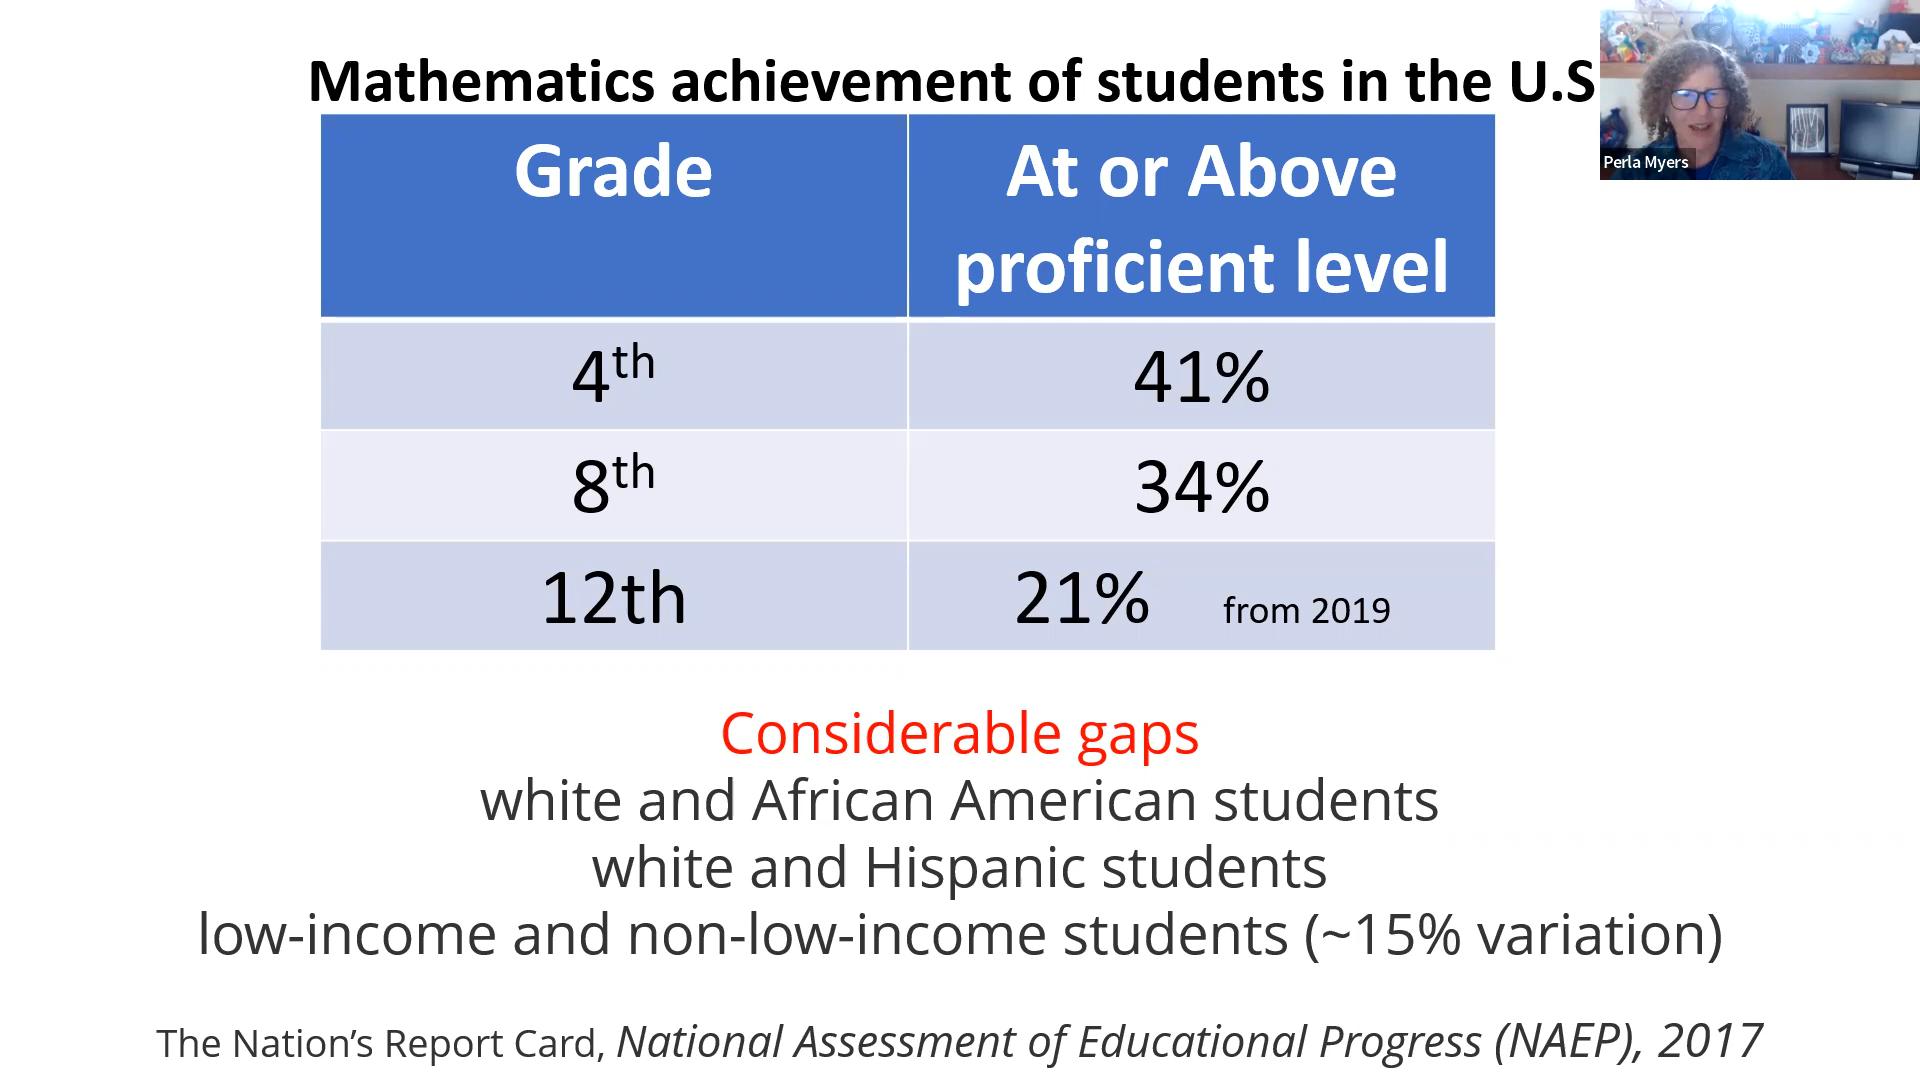 Mathematics achievement of students in the U.S
Perla Myers
Grade
At or Above
proficient level
4th
41%
8th
34%
12th
21% from 2019
Considerable gaps
white and African American students
white and Hispanic students
low-income and non-low-income students (~15% variation)
The Nation’s Report Card, National Assessment of Educational Progress (NAEP), 2017